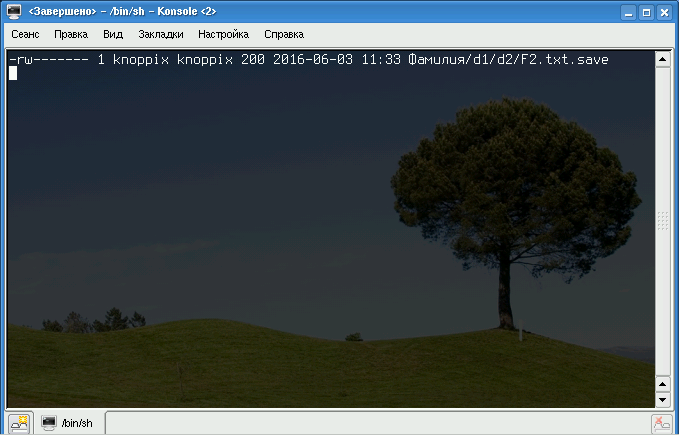 <Завершено> – /bin/sh – Konsole <2>
Сеанс Правка Вид Закладки Настройка Справка
-rw------- 1 knoppix knoppix 200 2016-06-03 11:33 Фамилия/d1/d2/F2.txt.save
/bin/sh